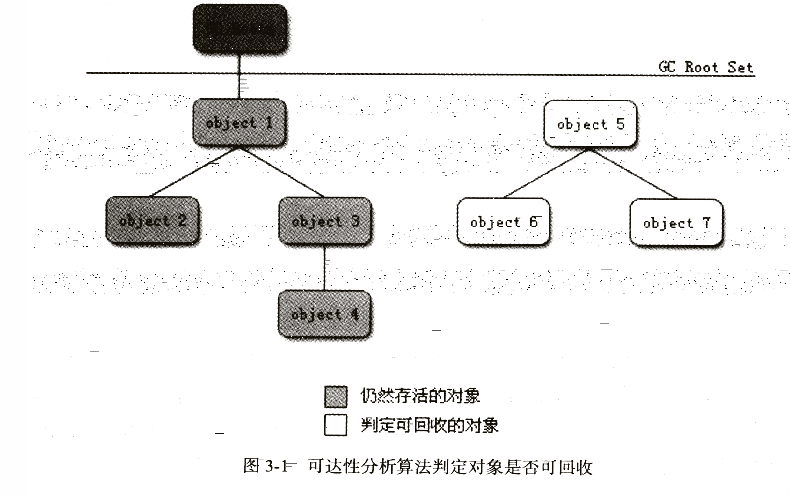 GC Root Set
object 1
object 5
object 2
object 3
object 6
object 7
object 4
仍然存活的对象
判定可回收的对象
图 3-1 可达性分析算法判定对象是否可回收